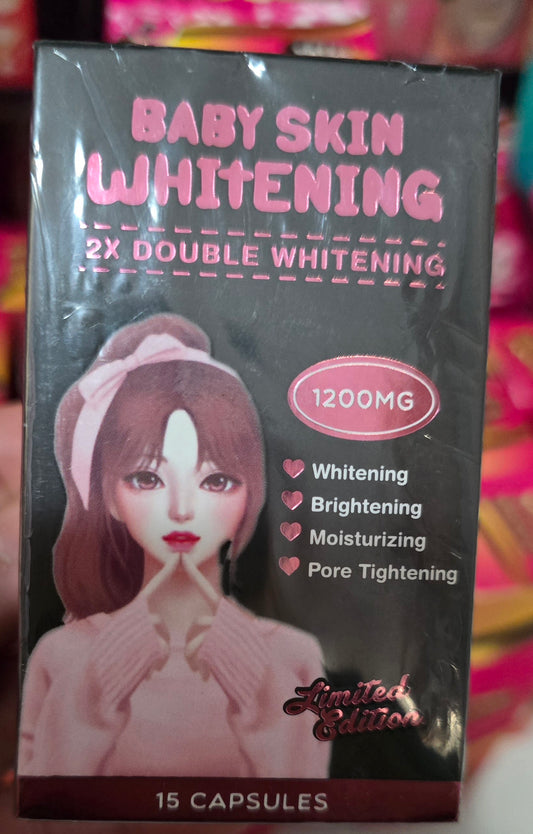 BABY SKIN
WHITENING
2X DOUBLE WHITENING
1200MG
Whitening
Brightening
Moisturizing
Pore Tightening
Limited
Edition
15 CAPSULES